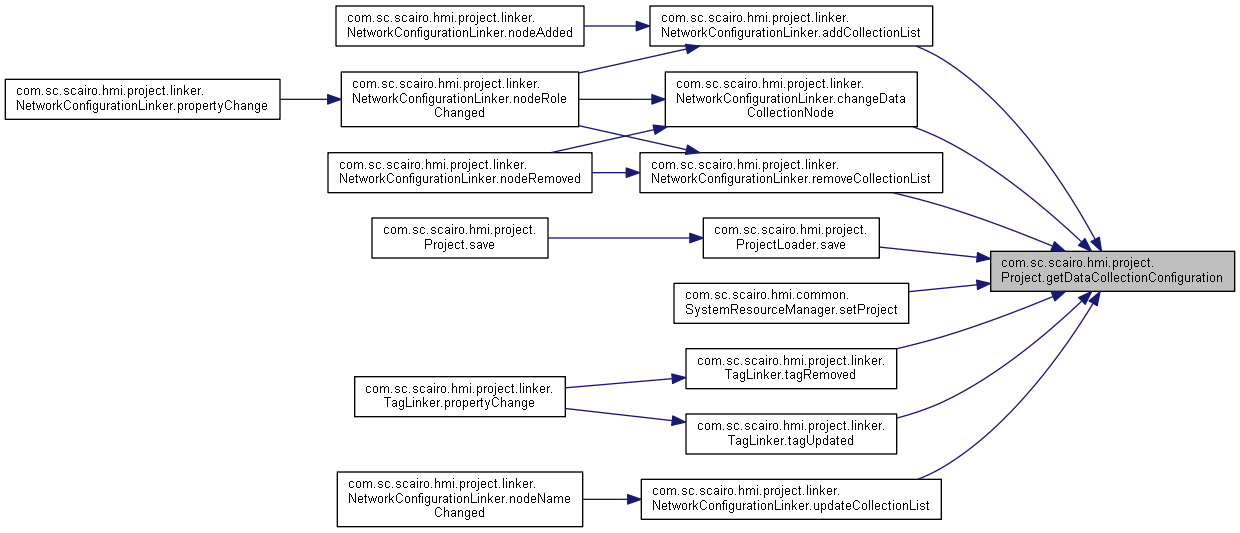 com.sc.scairo.hmi.project.linker.
NetworkConfigurationLinker.nodeAdded
com.sc.scairo.hmi.project.linker.
NetworkConfigurationLinker.addCollectionList
com.sc.scairo.hmi.project.linker.
NetworkConfigurationLinker.propertyChange
com.sc.scairo.hmi.project.linker.
NetworkConfigurationLinker.nodeRole
Changed
com.sc.scairo.hmi.project.linker.
NetworkConfigurationLinker.changeData
CollectionNode
com.sc.scairo.hmi.project.linker.
NetworkConfigurationLinker.nodeRemoved
com.sc.scairo.hmi.project.linker.
NetworkConfigurationLinker.removeCollectionList
com.sc.scairo.hmi.project.
Project.save
com.sc.scairo.hmi.project.
ProjectLoader.save
com.sc.scairo.hmi.project.
Project.getDataCollectionConfiguration
com.sc.scairo.hmi.common.
SystemResourceManager.setProject
com.sc.scairo.hmi.project.linker.
TagLinker.tagRemoved
com.sc.scairo.hmi.project.linker.
TagLinker.propertyChange
com.sc.scairo.hmi.project.linker.
TagLinker.tagUpdated
com.sc.scairo.hmi.project.linker.
NetworkConfigurationLinker.nodeName
Changed
com.sc.scairo.hmi.project.linker.
NetworkConfigurationLinker.updateCollectionList